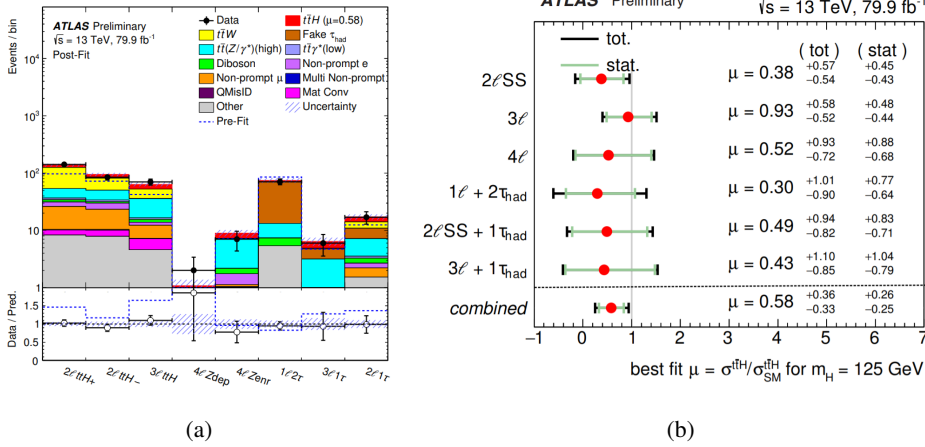 ATLAS Preliminary
√s = 13 TeV, 79.9 fb⁻¹
Post-Fit
Data
tt̄W
tt̄(Z/γ*)(high)
Diboson
Non-prompt μ
QMisID
Other
Pre-Fit
tt̄H (μ=0.58)
Fake τhad
tt̄γ*(low)
Non-prompt e
Multi Non-prompt
Mat Conv
Uncertainty
Events / bin
10⁴
10³
10²
10
1
Data / Pred.
1.5
1
0.5
0
2ℓ ttH+
2ℓ ttH−
3ℓ ttH
4ℓ Zdep
4ℓ Zenr
1ℓ2τ
3ℓ1τ
2ℓ1τ
(a)
ATLAS Preliminary
√s = 13 TeV, 79.9 fb⁻¹
tot.
stat.
( tot ) ( stat )
2ℓSS μ = 0.38 +0.57 −0.54 +0.45 −0.43
3ℓ μ = 0.93 +0.58 −0.52 +0.48 −0.44
4ℓ μ = 0.52 +0.93 −0.72 +0.88 −0.68
1ℓ + 2τhad μ = 0.30 +1.01 −0.90 +0.77 −0.64
2ℓSS + 1τhad μ = 0.49 +0.94 −0.82 +0.83 −0.71
3ℓ + 1τhad μ = 0.43 +1.10 −0.85 +1.04 −0.79
combined μ = 0.58 +0.36 −0.33 +0.26 −0.25
−1 0 1 2 3 4 5 6 7
best fit μ = σ^tt̄H/σ^tt̄H_SM for m_H = 125 GeV
(b)